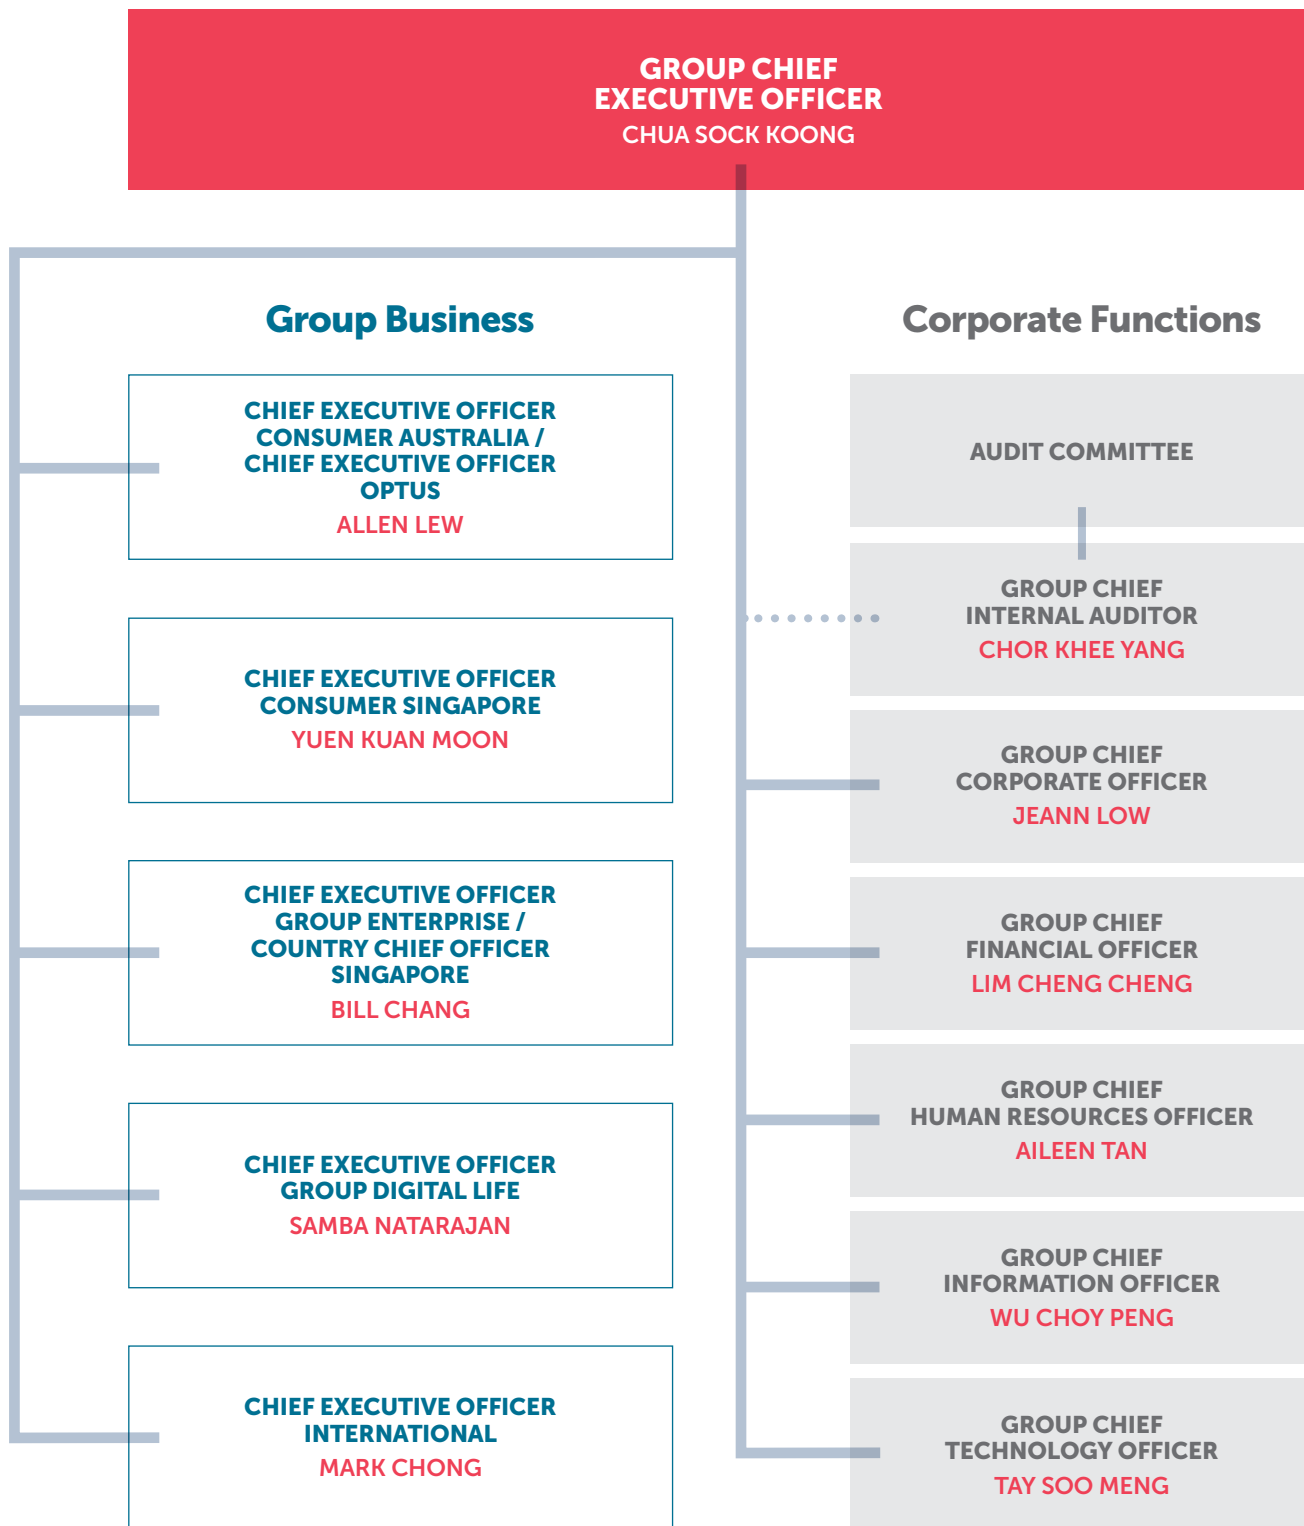 GROUP CHIEF
EXECUTIVE OFFICER
CHUA SOCK KOONG
Group Business
CHIEF EXECUTIVE OFFICER
CONSUMER AUSTRALIA /
CHIEF EXECUTIVE OFFICER
OPTUS
ALLEN LEW
CHIEF EXECUTIVE OFFICER
CONSUMER SINGAPORE
YUEN KUAN MOON
CHIEF EXECUTIVE OFFICER
GROUP ENTERPRISE /
COUNTRY CHIEF OFFICER
SINGAPORE
BILL CHANG
CHIEF EXECUTIVE OFFICER
GROUP DIGITAL LIFE
SAMBA NATARAJAN
CHIEF EXECUTIVE OFFICER
INTERNATIONAL
MARK CHONG
Corporate Functions
AUDIT COMMITTEE
GROUP CHIEF
INTERNAL AUDITOR
CHOR KHEE YANG
GROUP CHIEF
CORPORATE OFFICER
JEANN LOW
GROUP CHIEF
FINANCIAL OFFICER
LIM CHENG CHENG
GROUP CHIEF
HUMAN RESOURCES OFFICER
AILEEN TAN
GROUP CHIEF
INFORMATION OFFICER
WU CHOY PENG
GROUP CHIEF
TECHNOLOGY OFFICER
TAY SOO MENG